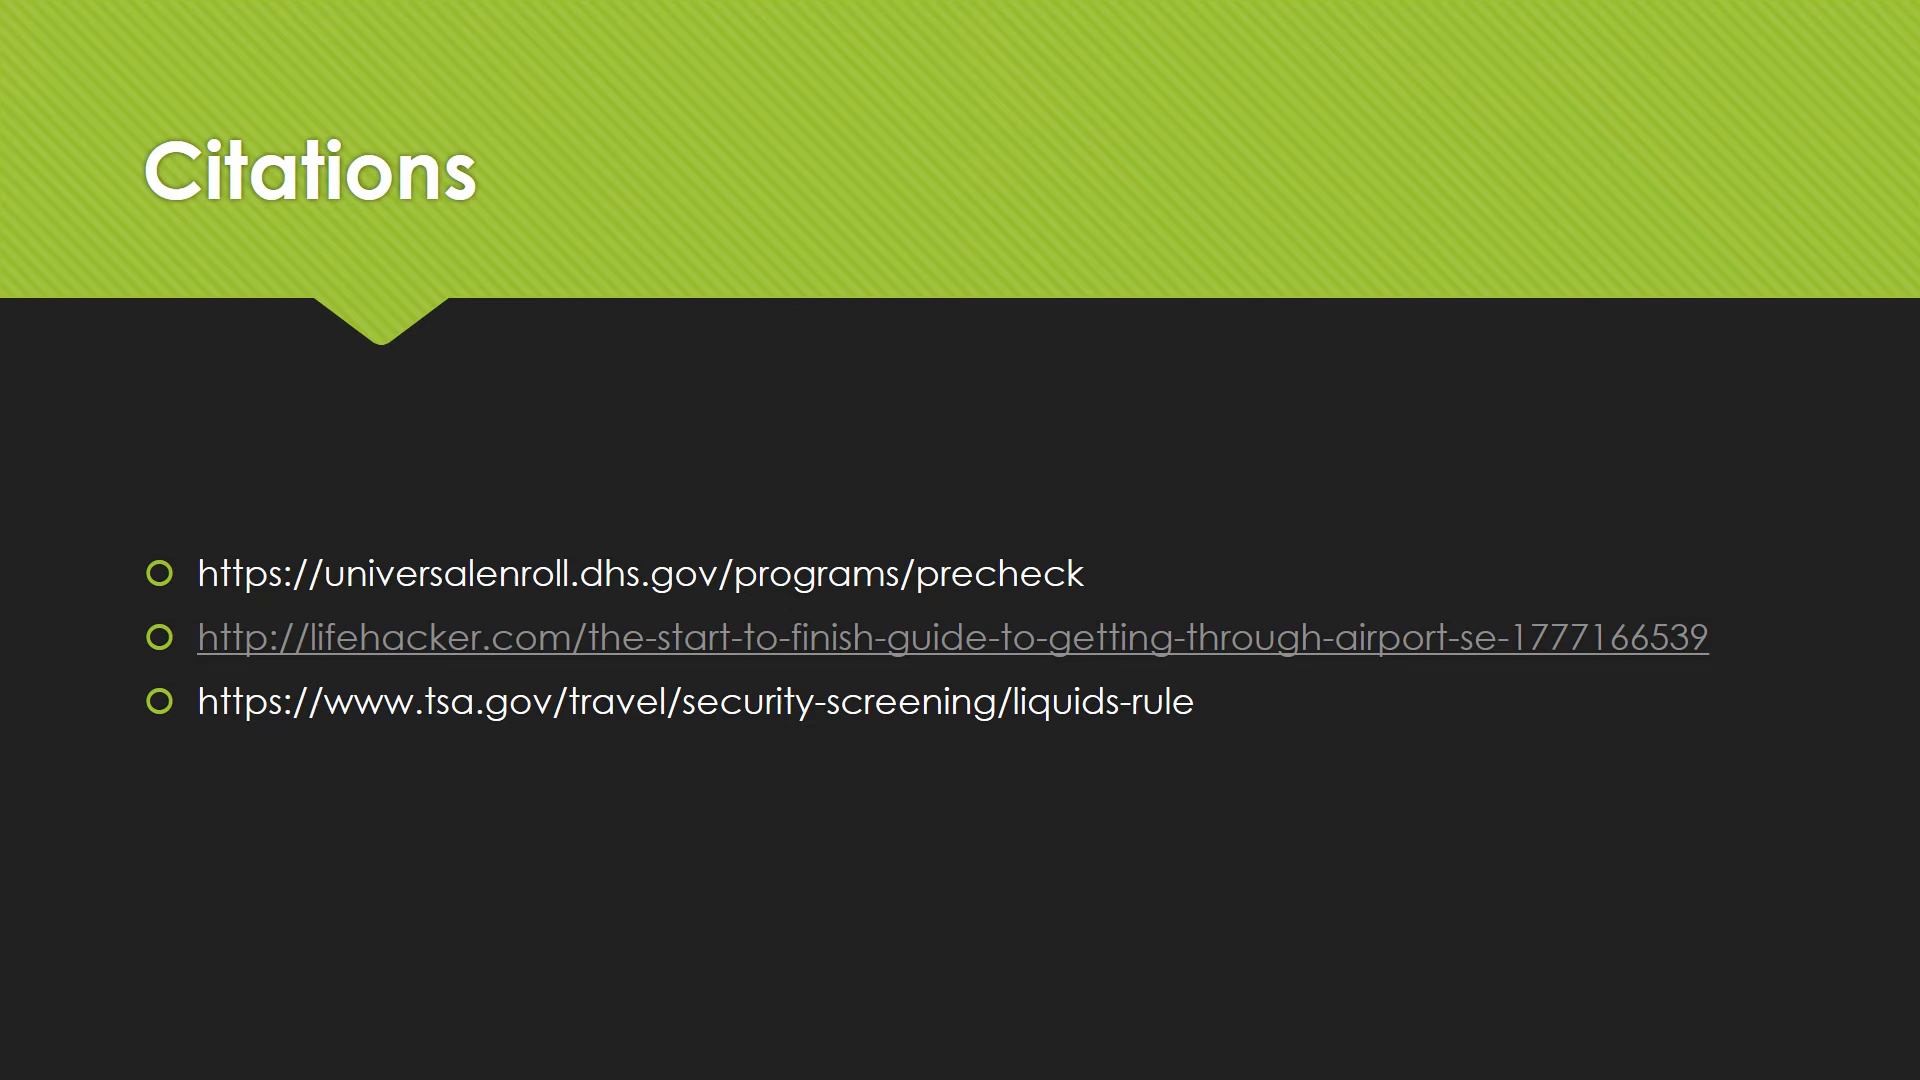 Citations
https://universalenroll.dhs.gov/programs/precheck
http://lifehacker.com/the-start-to-finish-guide-to-getting-through-airport-se-1777166539
https://www.tsa.gov/travel/security-screening/liquids-rule